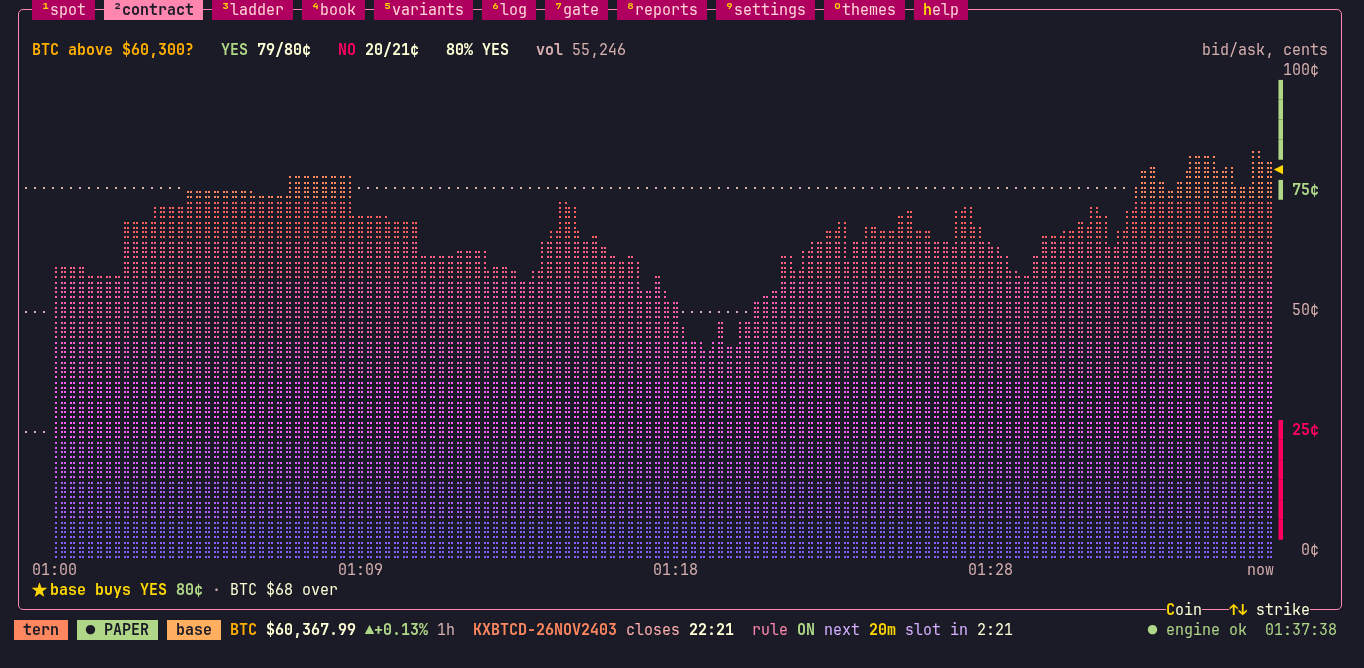 ¹spot ²contract ³ladder ⁴book ⁵variants ⁶log ⁷gate ⁸reports ⁹settings ⁰themes help
BTC above $60,300? YES 79/80¢ NO 20/21¢ 80% YES vol 55,246 bid/ask, cents
100¢
75¢
50¢
25¢
0¢
01:00 01:09 01:18 01:28 now
★base buys YES 80¢ · BTC $68 over
Coin ↑↓ strike
tern ● PAPER base BTC $60,367.99 ▲+0.13% 1h KXBTCD-26NOV2403 closes 22:21 rule ON next 20m slot in 2:21 ● engine ok 01:37:38